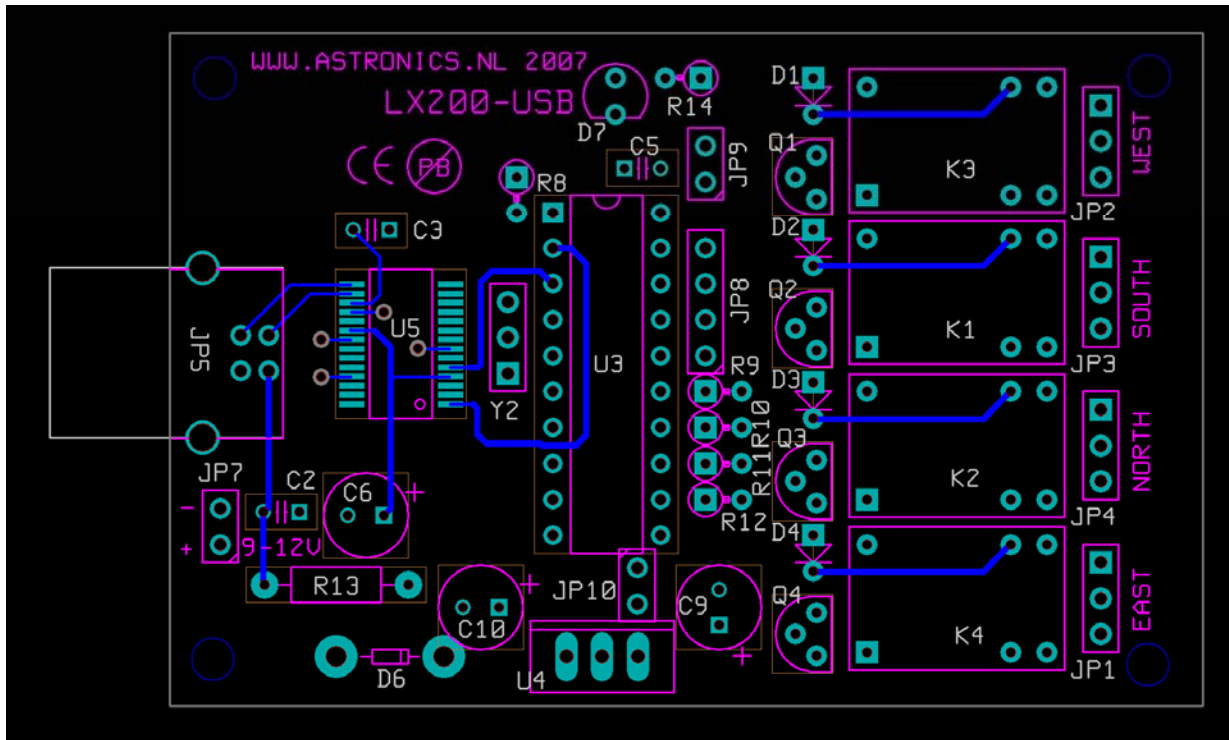 WWW.ASTRONICS.NL 2007
LX200-USB
D7
R14
D1
K3
WEST
JP2
CE PB
C5
JP9
Q1
R8
C3
D2
K1
SOUTH
JP3
Q2
JP5
U5
Y2
U3
JP8
R9
R10
R11
R12
D3
K2
NORTH
JP4
Q3
JP7
C2
C6
+
-
+
9-12V
R13
D4
K4
EAST
JP1
Q4
JP10
C9
+
C10
+
D6
U4